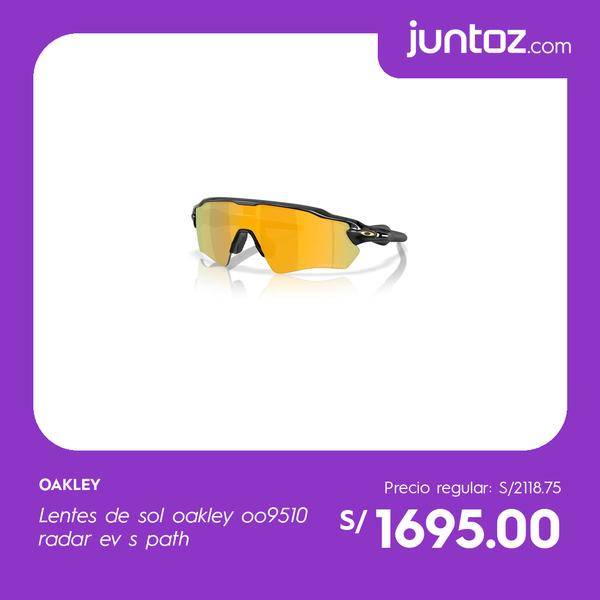 juntoz.com
OAKLEY
Lentes de sol oakley oo9510
radar ev s path
Precio regular: S/2118.75
S/ 1695.00